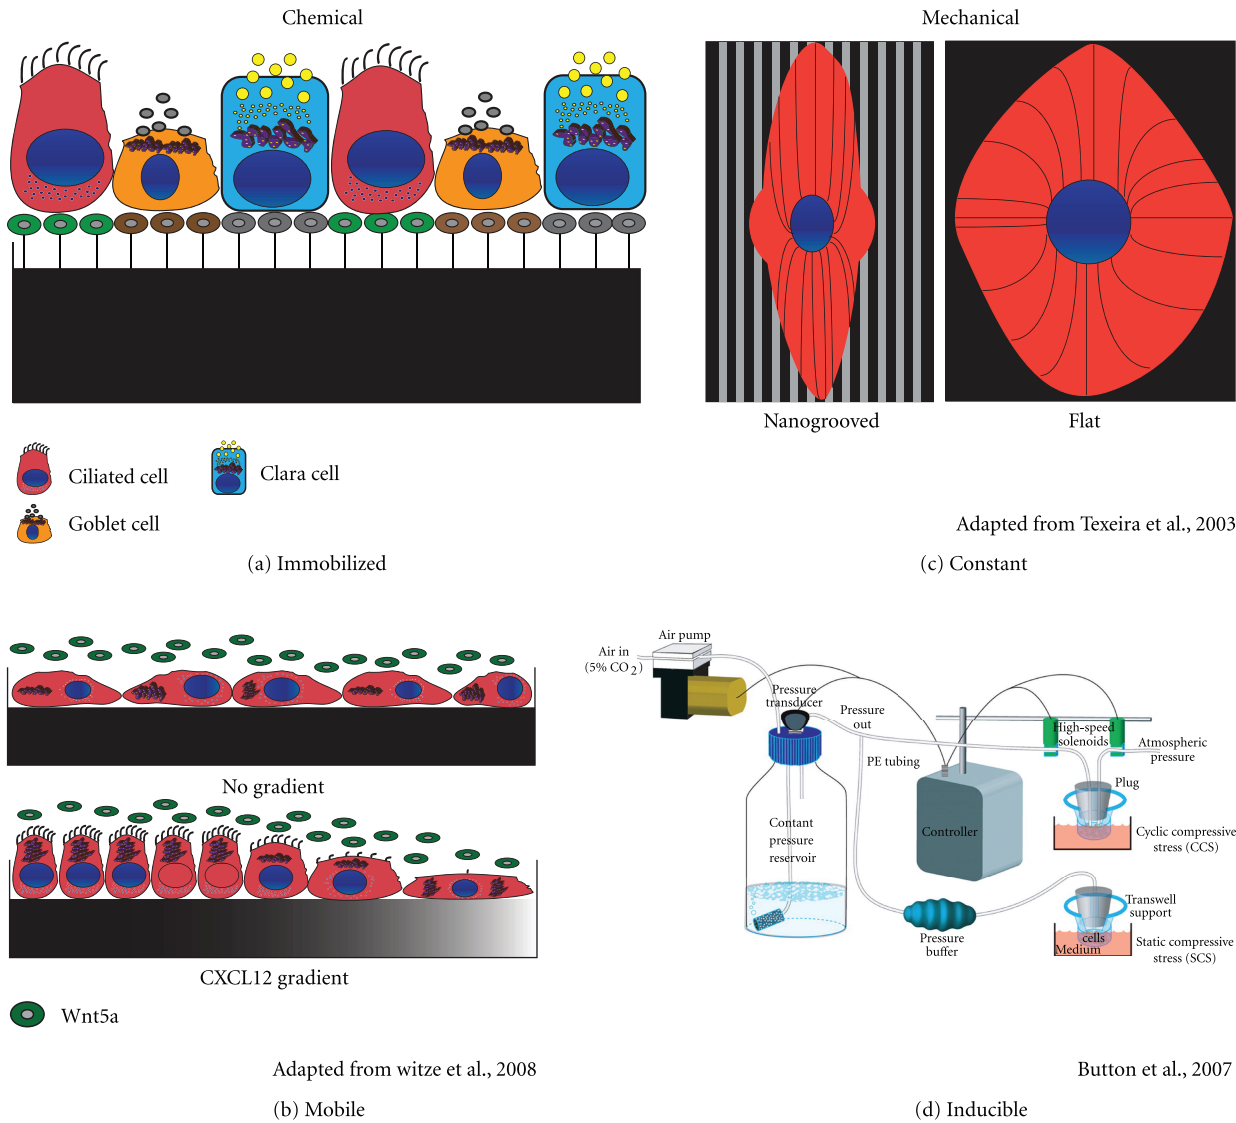 Chemical
Ciliated cell
Clara cell
Goblet cell
(a) Immobilized
Mechanical
Nanogrooved
Flat
Adapted from Texeira et al., 2003
(c) Constant
No gradient
CXCL12 gradient
Wnt5a
Adapted from witze et al., 2008
(b) Mobile
Air pump
Air in
(5% CO2)
Pressure
transducer
Pressure
out
PE tubing
High-speed
solenoids
Atmospheric
pressure
Plug
Contant
pressure
reservoir
Controller
Cyclic compressive
stress (CCS)
Transwell
support
Pressure
buffer
cells
Medium
Static compressive
stress (SCS)
Button et al., 2007
(d) Inducible